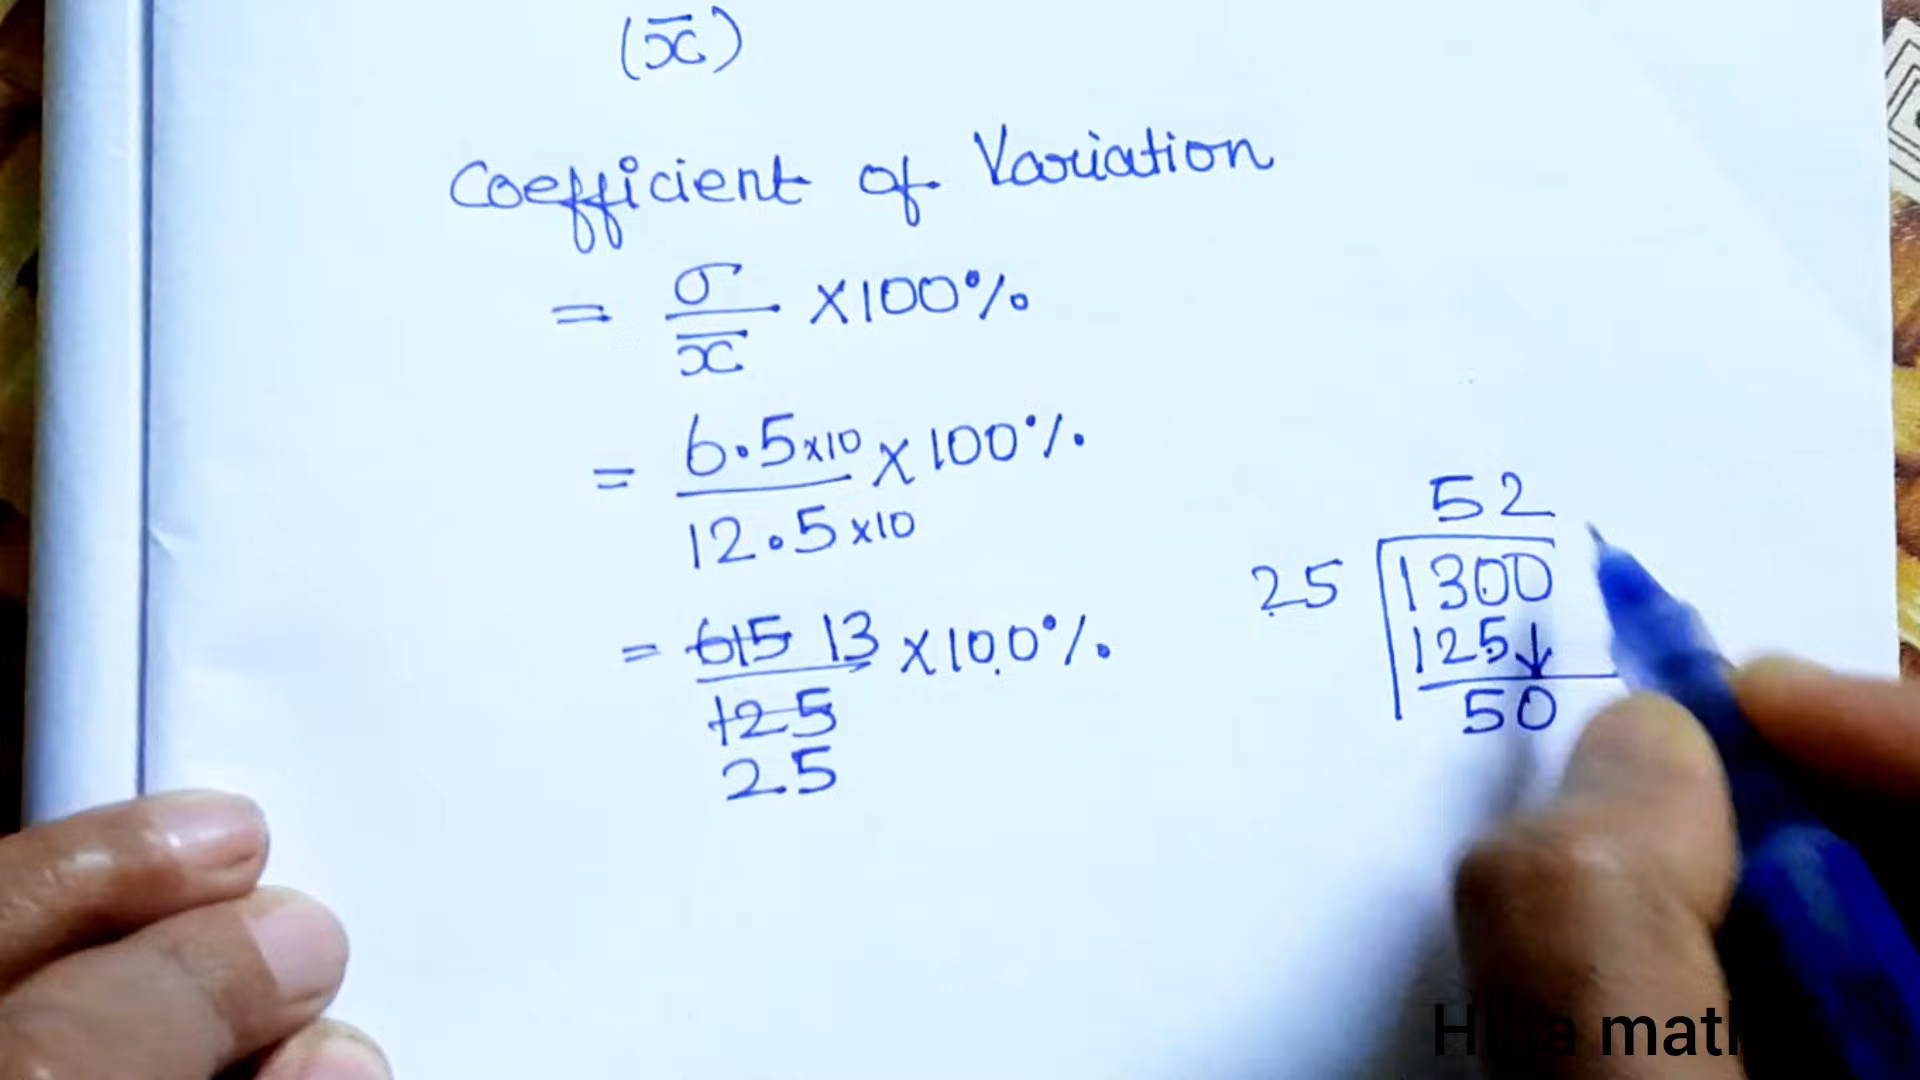 (x̄)
Coefficient of Variation
= σ/x̄ ×100%
= 6.5×10/12.5×10 ×100%
= 65 13/125 25 ×100%
52
25 1300
125↓
50